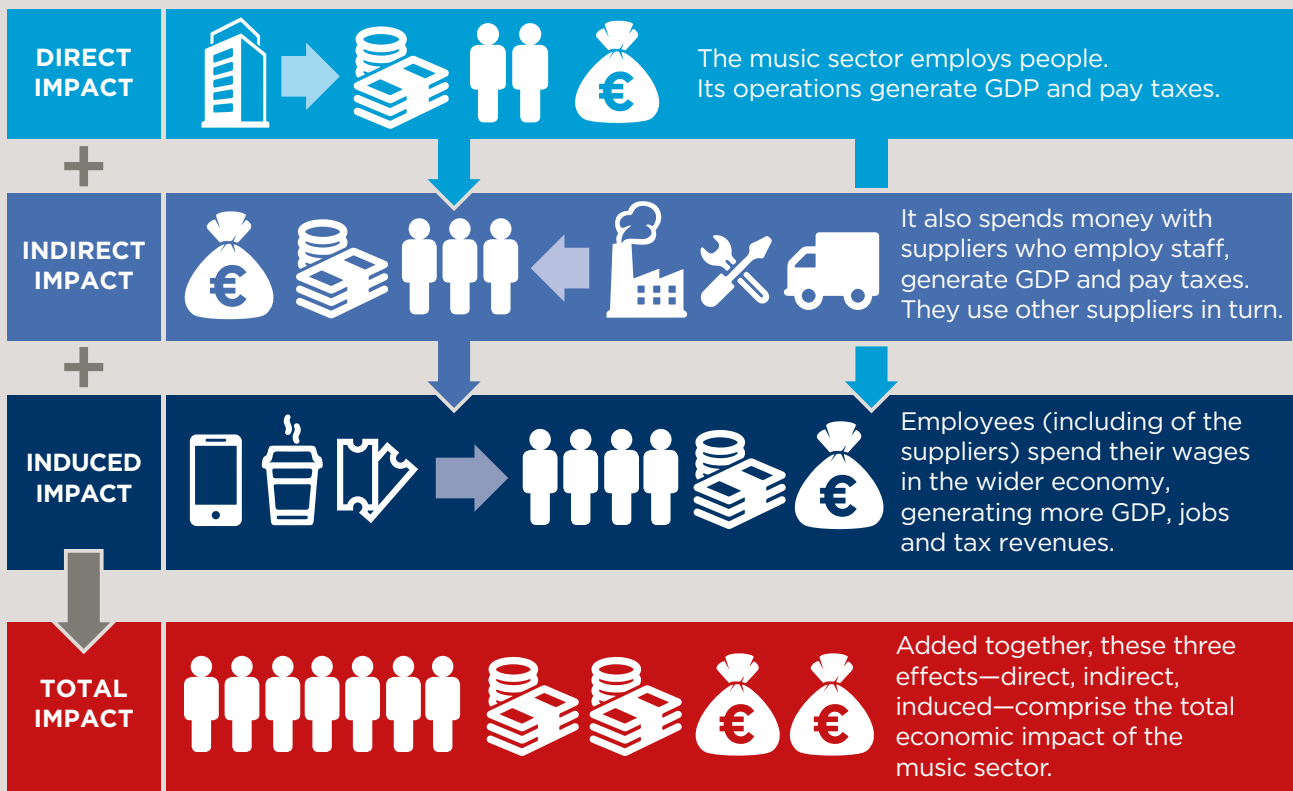 DIRECT
IMPACT
€
The music sector employs people.
Its operations generate GDP and pay taxes.
+
INDIRECT
IMPACT
€
It also spends money with
suppliers who employ staff,
generate GDP and pay taxes.
They use other suppliers in turn.
+
INDUCED
IMPACT
€
Employees (including of the
suppliers) spend their wages
in the wider economy,
generating more GDP, jobs
and tax revenues.
TOTAL
IMPACT
€ €
Added together, these three
effects—direct, indirect,
induced—comprise the total
economic impact of the
music sector.